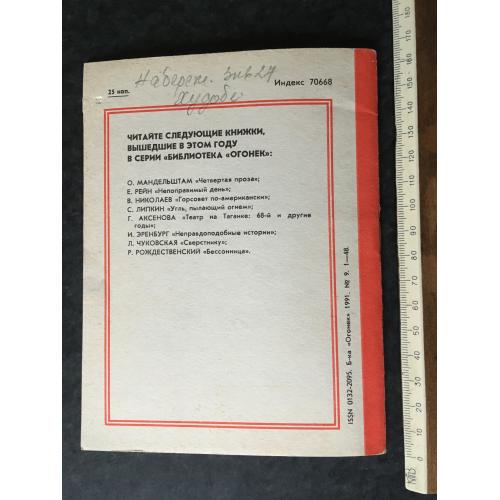 25 коп.
Индекс 70668
ЧИТАЙТЕ СЛЕДУЮЩИЕ КНИЖКИ,
ВЫШЕДШИЕ В ЭТОМ ГОДУ
В СЕРИИ «БИБЛИОТЕКА «ОГОНЕК»:
О. МАНДЕЛЬШТАМ «Четвертая проза»;
Е. РЕЙН «Непоправимый день»;
В. НИКОЛАЕВ «Горсовет по-американски»;
С. ЛИПКИН «Угль, пылающий огнем»;
Г. АКСЕНОВА «Театр на Таганке: 68-й и другие
годы»;
И. ЭРЕНБУРГ «Неправдоподобные истории»;
Л. ЧУКОВСКАЯ «Сверстнику»;
Р. РОЖДЕСТВЕНСКИЙ «Бессонница».
ISSN 0132-2095. Б-ка «Огонек» 1991. № 9. 1—48.